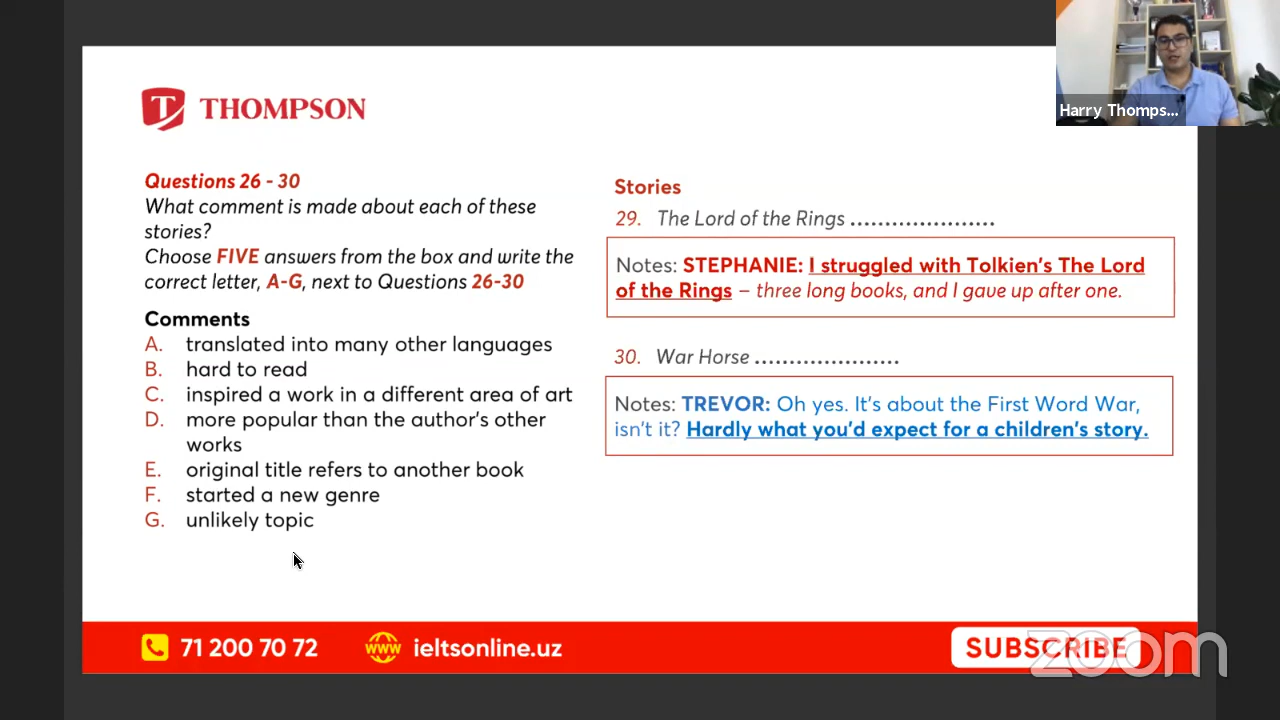 THOMPSON
Harry Thomps...
Questions 26 - 30
What comment is made about each of these
stories?
Choose FIVE answers from the box and write the
correct letter, A-G, next to Questions 26-30
Comments
A. translated into many other languages
B. hard to read
C. inspired a work in a different area of art
D. more popular than the author's other
works
E. original title refers to another book
F. started a new genre
G. unlikely topic
Stories
29. The Lord of the Rings .....................
Notes: STEPHANIE: I struggled with Tolkien's The Lord
of the Rings – three long books, and I gave up after one.
30. War Horse .....................
Notes: TREVOR: Oh yes. It's about the First Word War,
isn't it? Hardly what you'd expect for a children's story.
71 200 70 72
WWW
ieltsonline.uz
SUBSCRIBE
zoom